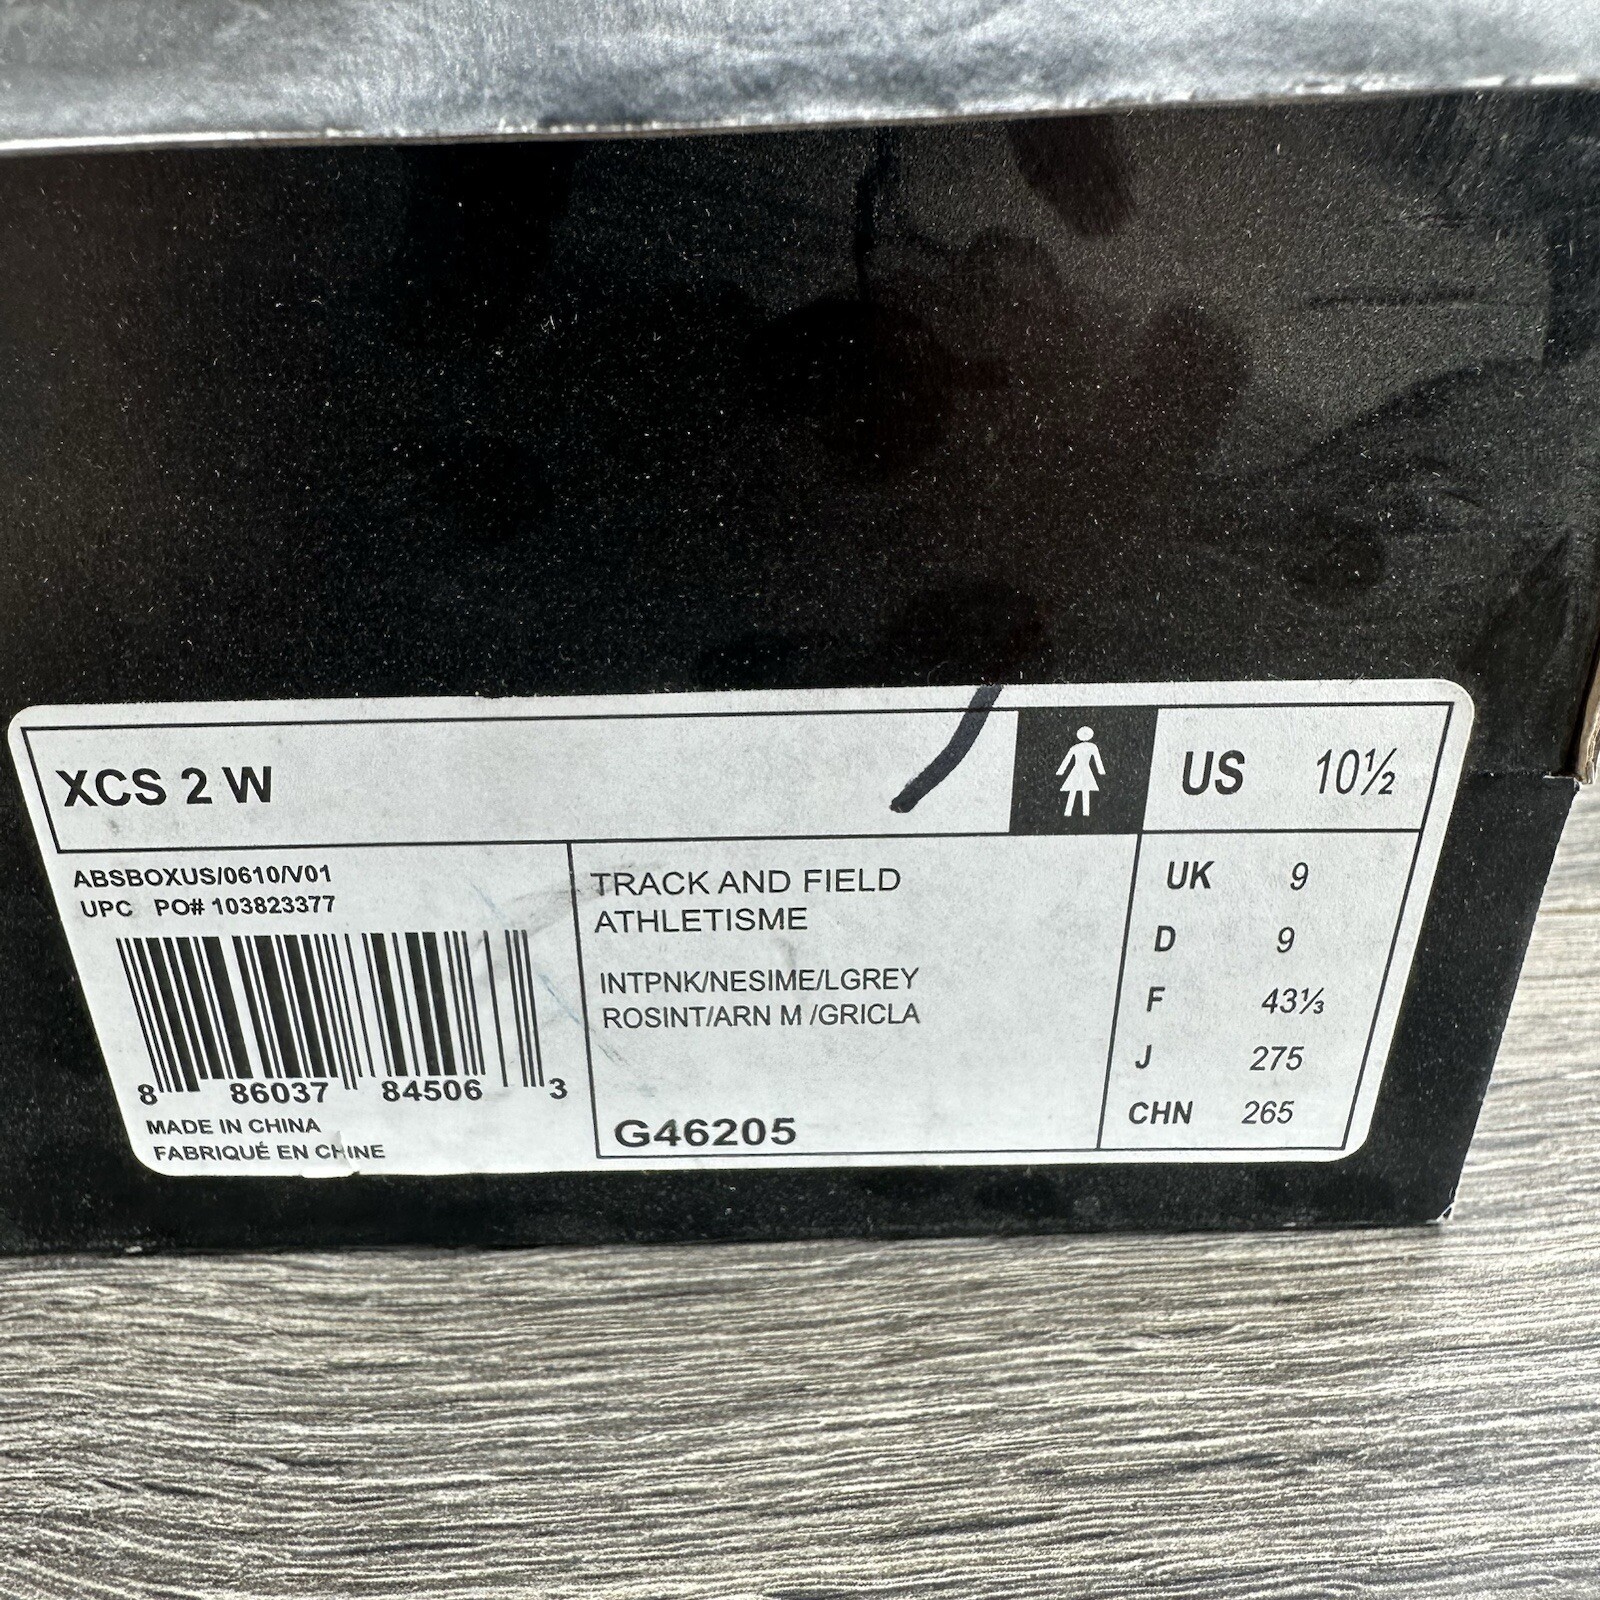 XCS 2 W
US 10½
ABSBOXUS/0610/V01
UPC PO# 103823377
8 86037 84506 3
MADE IN CHINA
FABRIQUÉ EN CHINE
TRACK AND FIELD
ATHLETISME
INTPNK/NESIME/LGREY
ROSINT/ARN M /GRICLA
G46205
UK 9
D 9
F 43⅓
J 275
CHN 265